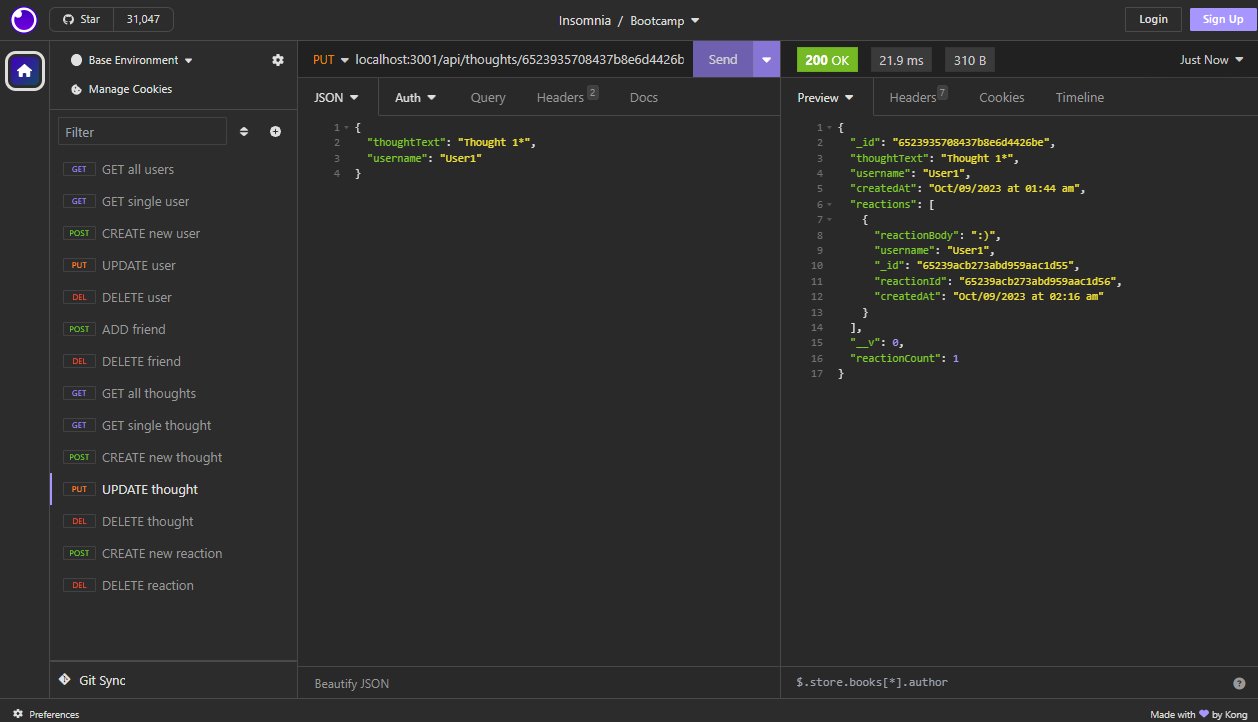 Star 31,047 Insomnia / Bootcamp Login Sign Up
Base Environment
Manage Cookies
Filter
GET GET all users
GET GET single user
POST CREATE new user
PUT UPDATE user
DEL DELETE user
POST ADD friend
DEL DELETE friend
GET GET all thoughts
GET GET single thought
POST CREATE new thought
PUT UPDATE thought
DEL DELETE thought
POST CREATE new reaction
DEL DELETE reaction
Git Sync
Preferences
PUT localhost:3001/api/thoughts/6523935708437b8e6d4426b Send
JSON Auth Query Headers 2 Docs
1 {
2 "thoughtText": "Thought 1*",
3 "username": "User1"
4 }
Beautify JSON
200 OK 21.9 ms 310 B Just Now
Preview Headers 7 Cookies Timeline
1 {
2 "_id": "6523935708437b8e6d4426be",
3 "thoughtText": "Thought 1*",
4 "username": "User1",
5 "createdAt": "Oct/09/2023 at 01:44 am",
6 "reactions": [
7 {
8 "reactionBody": ":)",
9 "username": "User1",
10 "_id": "65239acb273abd959aac1d55",
11 "reactionId": "65239acb273abd959aac1d56",
12 "createdAt": "Oct/09/2023 at 02:16 am"
13 }
14 ],
15 "__v": 0,
16 "reactionCount": 1
17 }
$.store.books[*].author ?
Made with 💜 by Kong